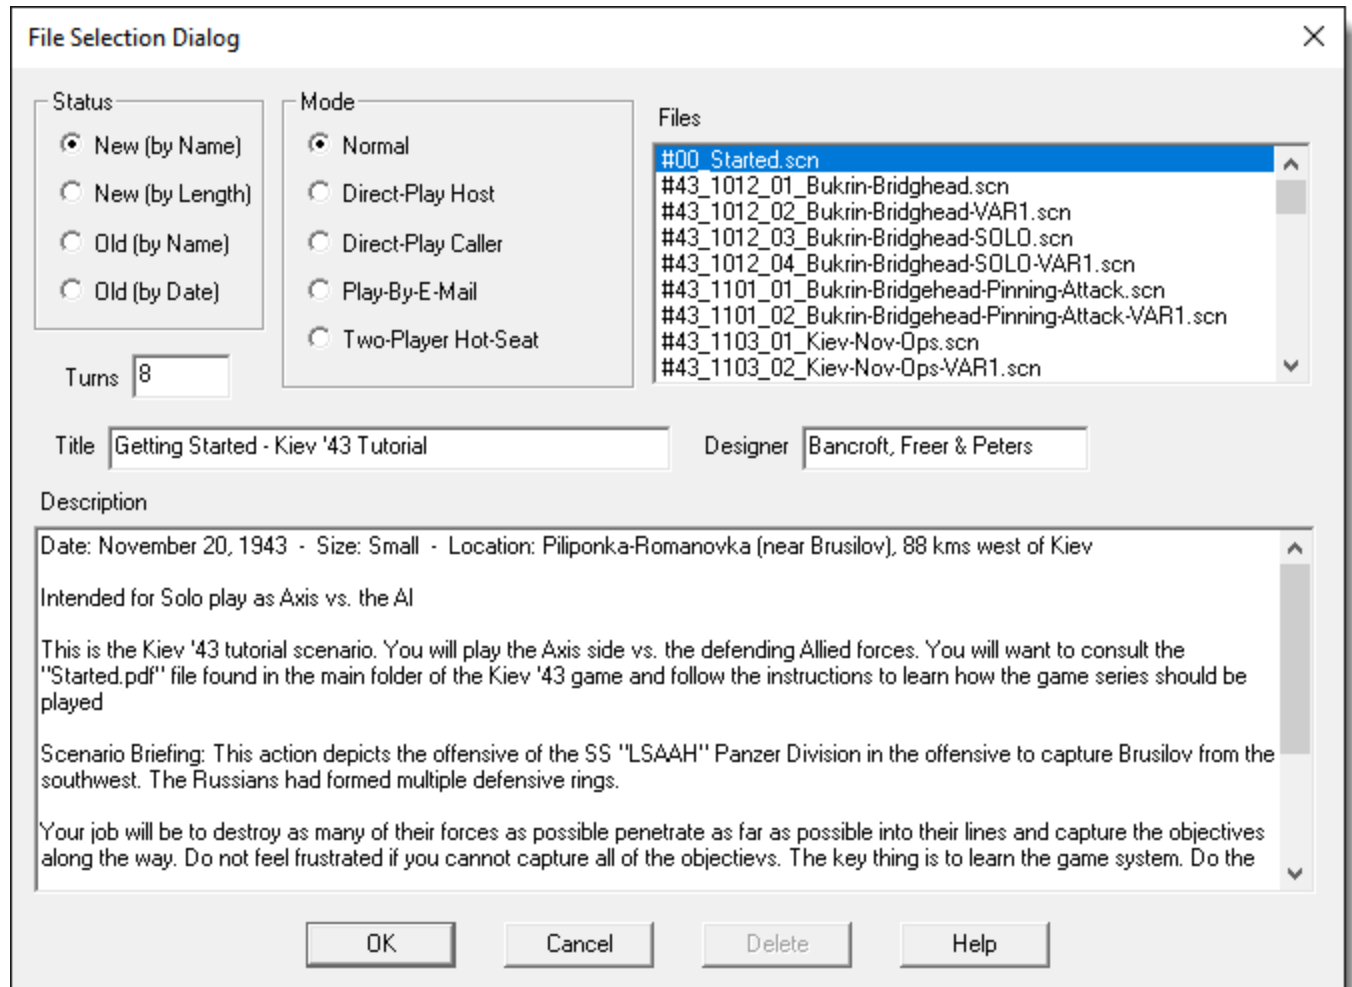 File Selection Dialog
Status
New (by Name)
New (by Length)
Old (by Name)
Old (by Date)
Turns 8
Mode
Normal
Direct-Play Host
Direct-Play Caller
Play-By-E-Mail
Two-Player Hot-Seat
Files
#00_Started.scn
#43_1012_01_Bukrin-Bridghead.scn
#43_1012_02_Bukrin-Bridghead-VAR1.scn
#43_1012_03_Bukrin-Bridghead-SOLO.scn
#43_1012_04_Bukrin-Bridghead-SOLO-VAR1.scn
#43_1101_01_Bukrin-Bridgehead-Pinning-Attack.scn
#43_1101_02_Bukrin-Bridgehead-Pinning-Attack-VAR1.scn
#43_1103_01_Kiev-Nov-Ops.scn
#43_1103_02_Kiev-Nov-Ops-VAR1.scn
Title Getting Started - Kiev '43 Tutorial
Designer Bancroft, Freer & Peters
Description
Date: November 20, 1943 - Size: Small - Location: Piliponka-Romanovka (near Brusilov), 88 kms west of Kiev
Intended for Solo play as Axis vs. the AI
This is the Kiev '43 tutorial scenario. You will play the Axis side vs. the defending Allied forces. You will want to consult the
"Started.pdf" file found in the main folder of the Kiev '43 game and follow the instructions to learn how the game series should be
played
Scenario Briefing: This action depicts the offensive of the SS "LSAAH" Panzer Division in the offensive to capture Brusilov from the
southwest. The Russians had formed multiple defensive rings.
Your job will be to destroy as many of their forces as possible penetrate as far as possible into their lines and capture the objectives
along the way. Do not feel frustrated if you cannot capture all of the objectievs. The key thing is to learn the game system. Do the
OK
Cancel
Delete
Help